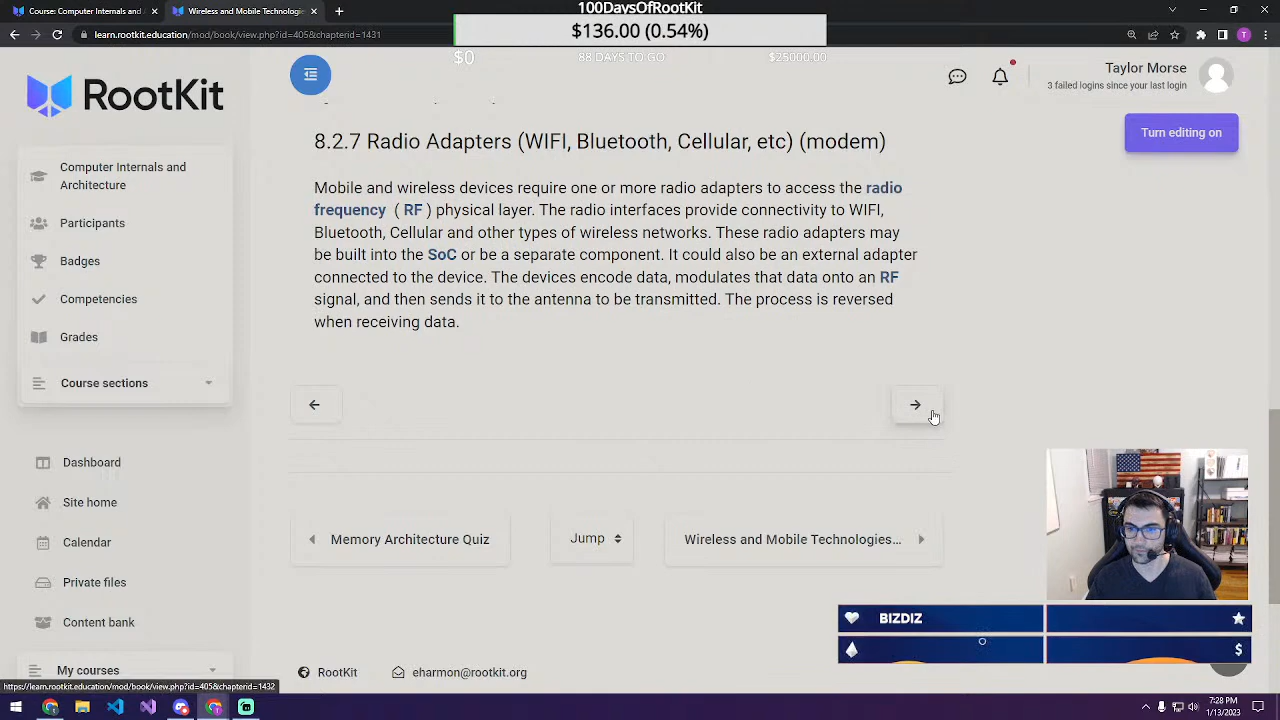 Course: Computer Internals and
Wireless and Mobile Technologie
100DaysOfRootKit
learn.rootkit.education/mod/book/view.php?id=405&chapterid=1431
$136.00 (0.54%)
$0
88 DAYS TO GO
$25000.00
RootKit
Taylor Morse
3 failed logins since your last login
Turn editing on
8.2.7 Radio Adapters (WIFI, Bluetooth, Cellular, etc) (modem)
Mobile and wireless devices require one or more radio adapters to access the radio
frequency ( RF ) physical layer. The radio interfaces provide connectivity to WIFI,
Bluetooth, Cellular and other types of wireless networks. These radio adapters may
be built into the SoC or be a separate component. It could also be an external adapter
connected to the device. The devices encode data, modulates that data onto an RF
signal, and then sends it to the antenna to be transmitted. The process is reversed
when receiving data.
Computer Internals and
Architecture
Participants
Badges
Competencies
Grades
Course sections
Dashboard
Site home
Calendar
Private files
Content bank
My courses
Memory Architecture Quiz
Jump
Wireless and Mobile Technologies...
BIZDIZ
$
RootKit
eharmon@rootkit.org
https://learn.rootkit.education/mod/book/view.php?id=405&chapterid=1432
T
7:28 PM
1/13/2023